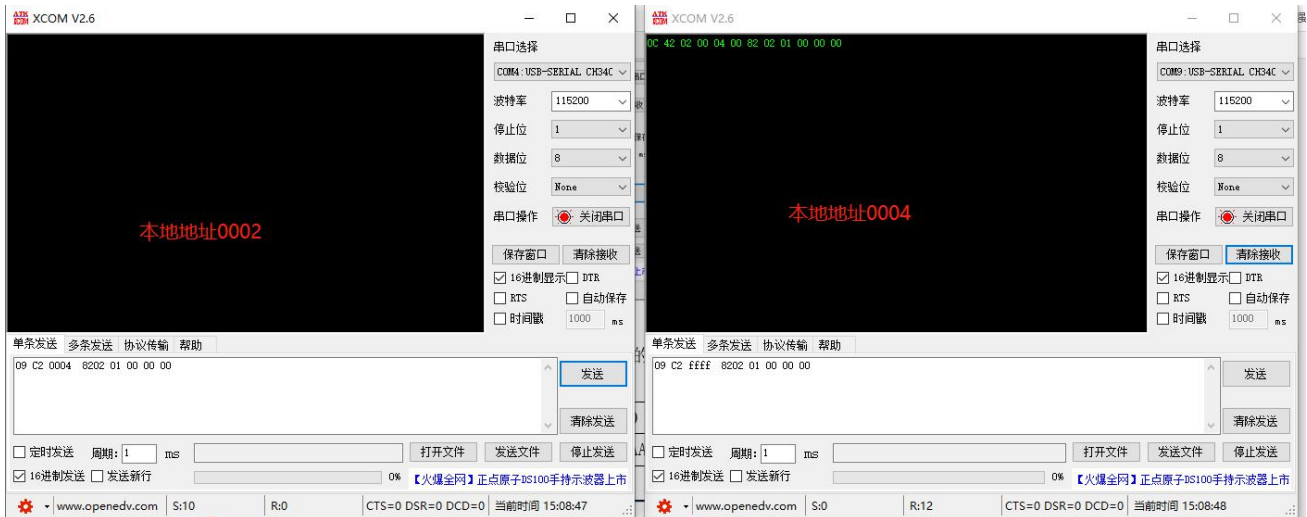 XCOM V2.6
串口选择
COM4:USB-SERIAL CH34C
波特率 115200
停止位 1
数据位 8
校验位 None
串口操作 关闭串口
保存窗口 清除接收
16进制显示 DTR
RTS 自动保存
时间戳 1000 ms
本地地址0002
单条发送 多条发送 协议传输 帮助
09 C2 0004 8202 01 00 00 00
发送
清除发送
定时发送 周期: 1 ms 打开文件 发送文件 停止发送
16进制发送 发送新行 0% 【火爆全网】正点原子DS100手持示波器上市
www.openedv.com S:10 R:0 CTS=0 DSR=0 DCD=0 当前时间 15:08:47
XCOM V2.6
0C 42 02 00 04 00 82 02 01 00 00 00
串口选择
COM9:USB-SERIAL CH34C
波特率 115200
停止位 1
数据位 8
校验位 None
串口操作 关闭串口
保存窗口 清除接收
16进制显示 DTR
RTS 自动保存
时间戳 1000 ms
本地地址0004
单条发送 多条发送 协议传输 帮助
09 C2 ffff 8202 01 00 00 00
发送
清除发送
定时发送 周期: 1 ms 打开文件 发送文件 停止发送
16进制发送 发送新行 0% 【火爆全网】正点原子DS100手持示波器上市
www.openedv.com S:0 R:12 CTS=0 DSR=0 DCD=0 当前时间 15:08:48